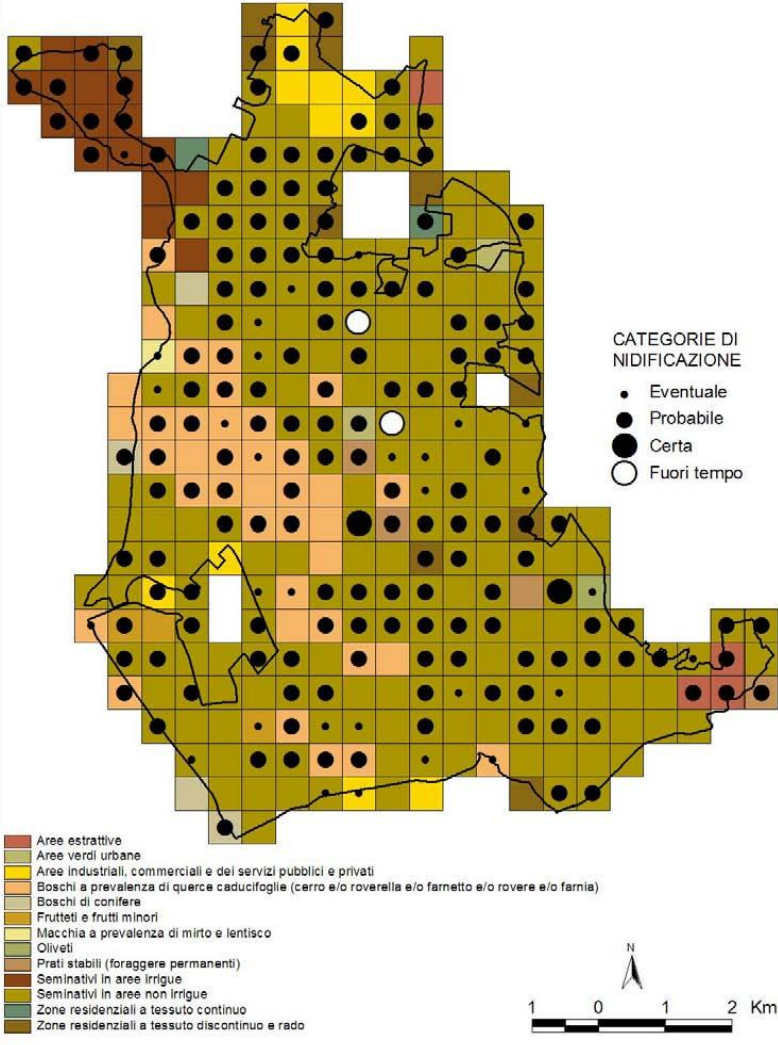 CATEGORIE DI
NIDIFICAZIONE
Eventuale
Probabile
Certa
Fuori tempo
Aree estrattive
Aree verdi urbane
Aree industriali, commerciali e dei servizi pubblici e privati
Boschi a prevalenza di querce caducifoglie (cerro e/o roverella e/o farnetto e/o rovere e/o farnia)
Boschi di conifere
Frutteti e frutti minori
Macchia a prevalenza di mirto e lentisco
Oliveti
Prati stabili (foraggere permanenti)
Seminativi in aree irrigue
Seminativi in aree non irrigue
Zone residenziali a tessuto continuo
Zone residenziali a tessuto discontinuo e rado
N
1 0 1 2 Km